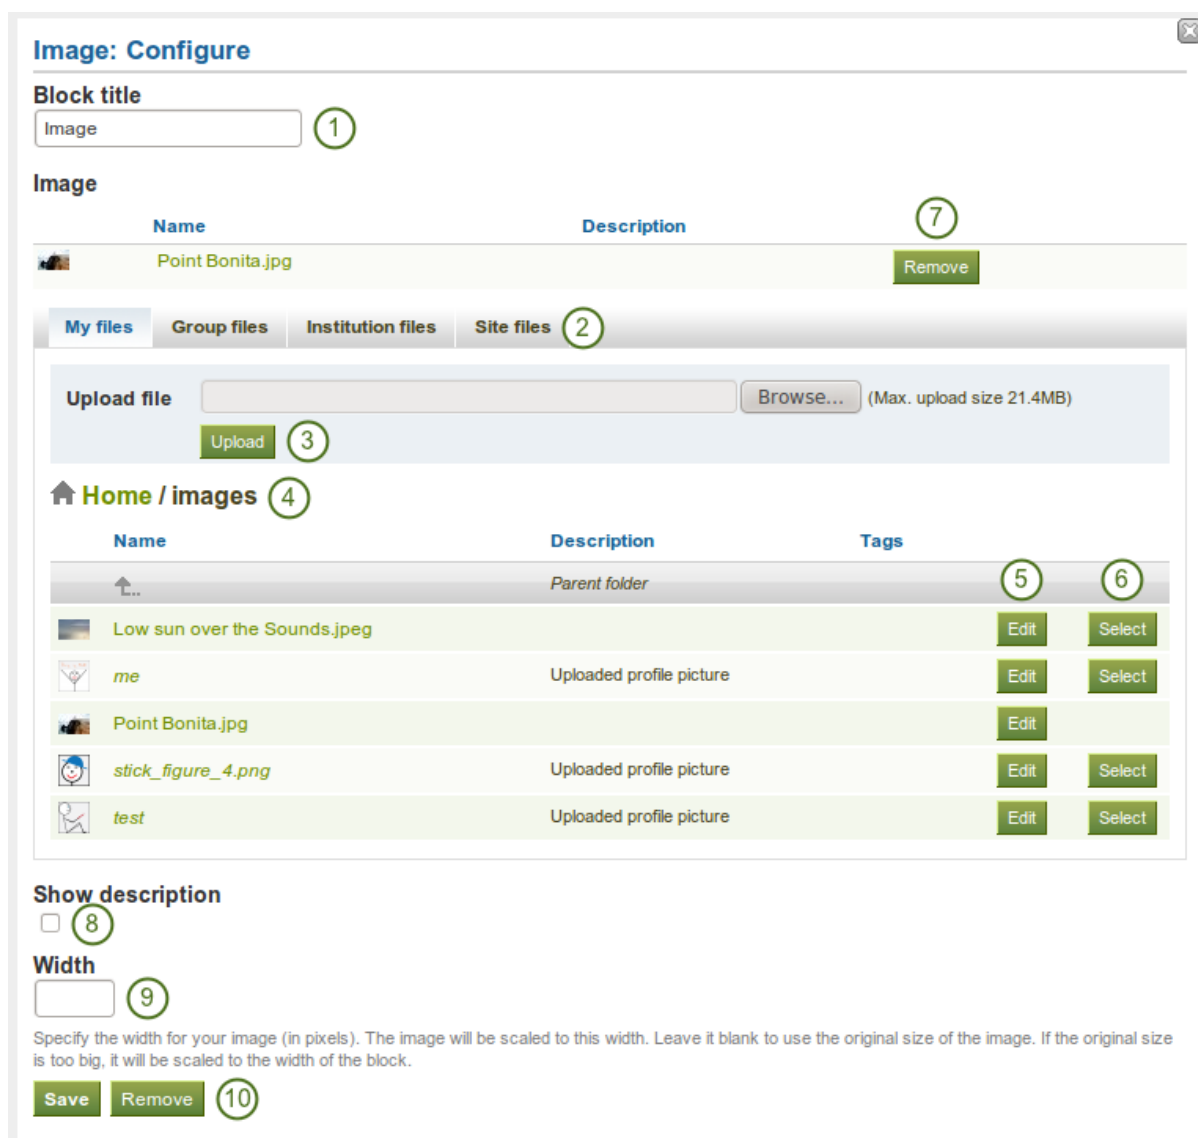 Image: Configure
Block title
Image 1
Image
Name Description 7
Point Bonita.jpg Remove
My files Group files Institution files Site files 2
Upload file Browse... (Max. upload size 21.4MB)
Upload 3
Home / images 4
Name Description Tags
.. Parent folder 5 6
Low sun over the Sounds.jpeg Edit Select
me Uploaded profile picture Edit Select
Point Bonita.jpg Edit
stick_figure_4.png Uploaded profile picture Edit Select
test Uploaded profile picture Edit Select
Show description
8
Width
9
Specify the width for your image (in pixels). The image will be scaled to this width. Leave it blank to use the original size of the image. If the original size
is too big, it will be scaled to the width of the block.
Save Remove 10